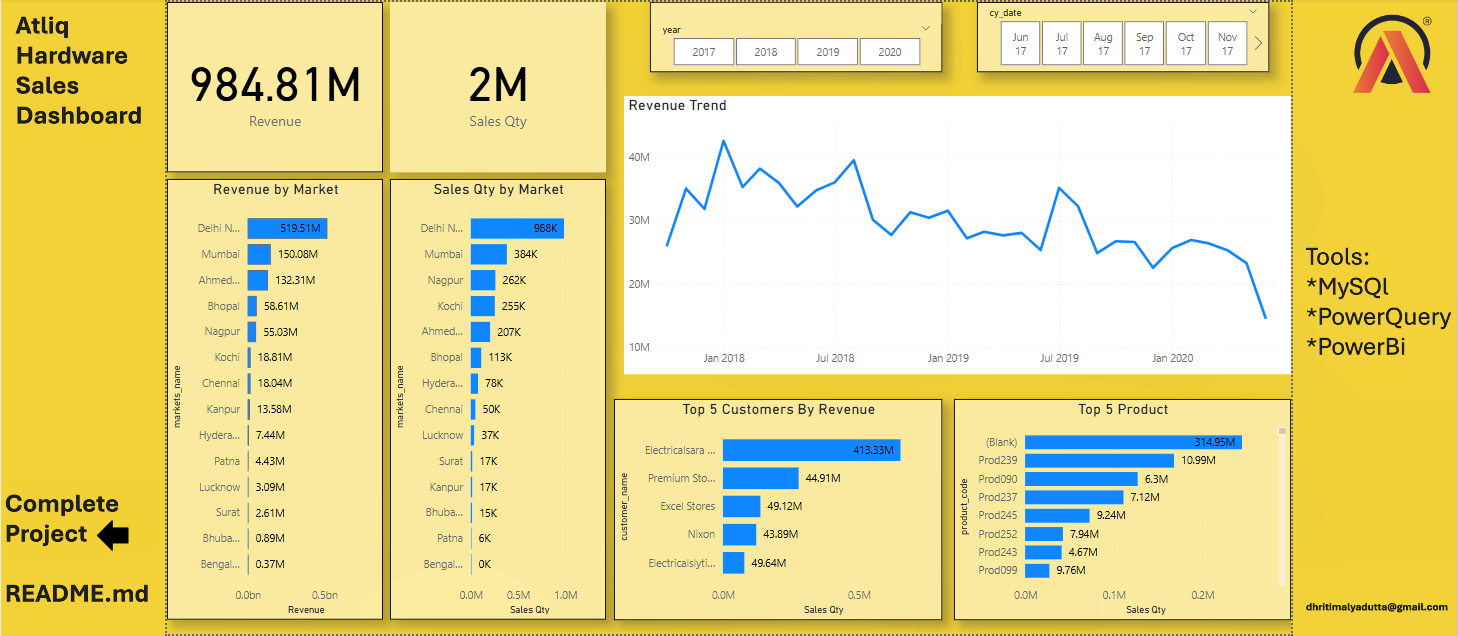 Atliq
Hardware
Sales
Dashboard
984.81M
Revenue
2M
Sales Qty
year
2017 2018 2019 2020
cy_date
Jun 17 Jul 17 Aug 17 Sep 17 Oct 17 Nov 17
®
Revenue by Market
Delhi N... 519.51M
Mumbai 150.08M
Ahmed... 132.31M
Bhopal 58.61M
Nagpur 55.03M
Kochi 18.81M
Chennai 18.04M
Kanpur 13.58M
Hydera... 7.44M
Patna 4.43M
Lucknow 3.09M
Surat 2.61M
Bhuba... 0.89M
Bengal... 0.37M
markets_name
0.0bn 0.5bn
Revenue
Sales Qty by Market
Delhi N... 988K
Mumbai 384K
Nagpur 262K
Kochi 255K
Ahmed... 207K
Bhopal 113K
Hydera... 78K
Chennai 50K
Lucknow 37K
Surat 17K
Kanpur 17K
Bhuba... 15K
Patna 6K
Bengal... 0K
markets_name
0.0M 0.5M 1.0M
Sales Qty
Revenue Trend
40M
30M
20M
10M
Jan 2018 Jul 2018 Jan 2019 Jul 2019 Jan 2020
Top 5 Customers By Revenue
Electricalsara ... 413.33M
Premium Sto... 44.91M
Excel Stores 49.12M
Nixon 43.89M
Electricalslyti... 49.64M
customer_name
0.0M 0.5M
Sales Qty
Top 5 Product
(Blank) 314.95M
Prod239 10.99M
Prod090 6.3M
Prod237 7.12M
Prod245 9.24M
Prod252 7.94M
Prod243 4.67M
Prod099 9.76M
product_code
0.0M 0.1M 0.2M
Sales Qty
Tools:
*MySQl
*PowerQuery
*PowerBi
Complete
Project
README.md
dhritimalyadutta@gmail.com